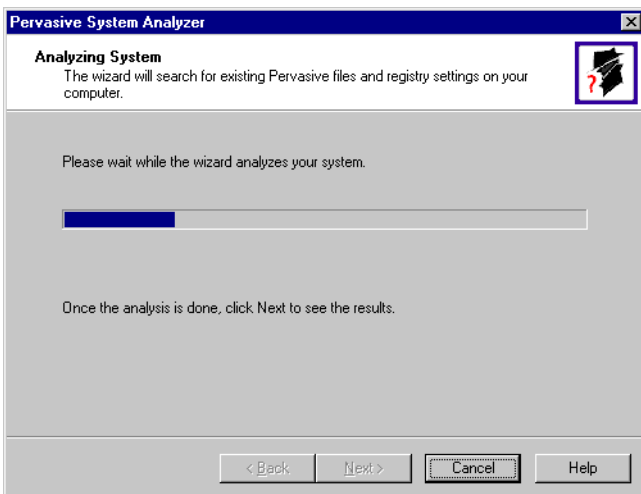 Pervasive System Analyzer
Analyzing System
The wizard will search for existing Pervasive files and registry settings on your
computer.
?
Please wait while the wizard analyzes your system.
Once the analysis is done, click Next to see the results.
< Back Next > Cancel Help